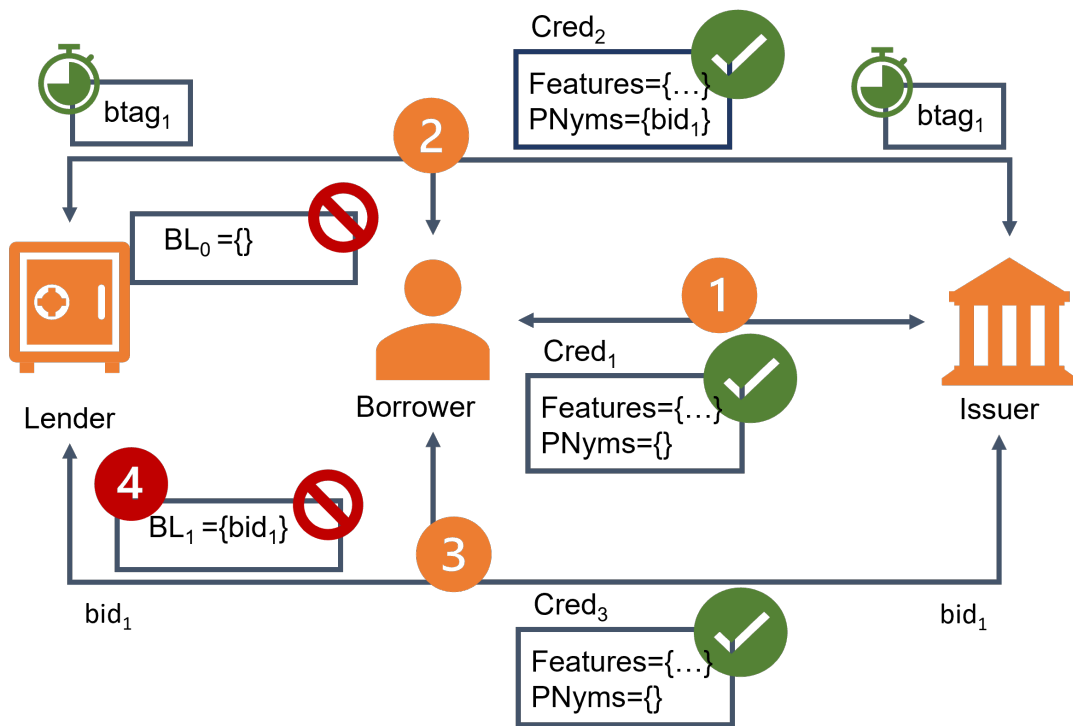 Cred₂
Features={…}
PNyms={bid₁}
btag₁
btag₁
2
BL₀ ={}
1
Cred₁
Features={…}
PNyms={}
Lender
Borrower
Issuer
4
BL₁ ={bid₁}
3
bid₁
bid₁
Cred₃
Features={…}
PNyms={}